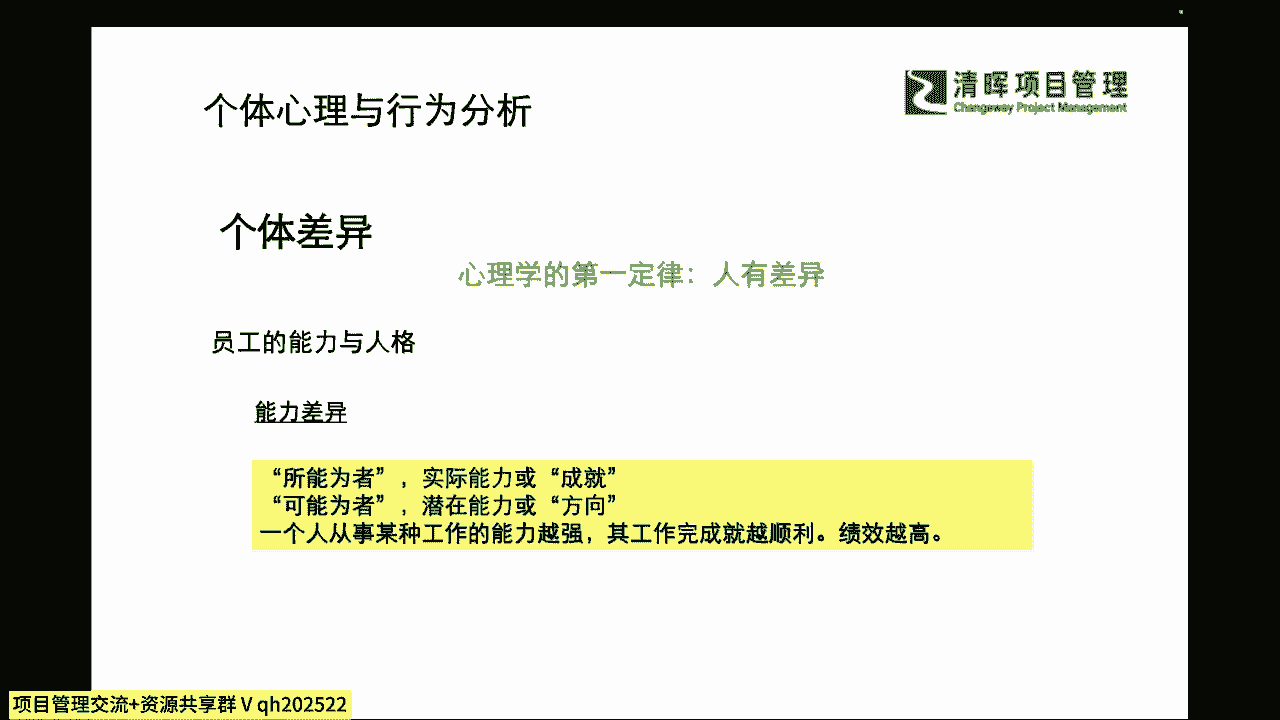 清晖项目管理
Changeway Project Management
个体心理与行为分析
个体差异
心理学的第一定律：人有差异
员工的能力与人格
能力差异
“所能为者”，实际能力或“成就”
“可能为者”，潜在能力或“方向”
一个人从事某种工作的能力越强，其工作完成就越顺利。绩效越高。
项目管理交流+资源共享群 V qh202522